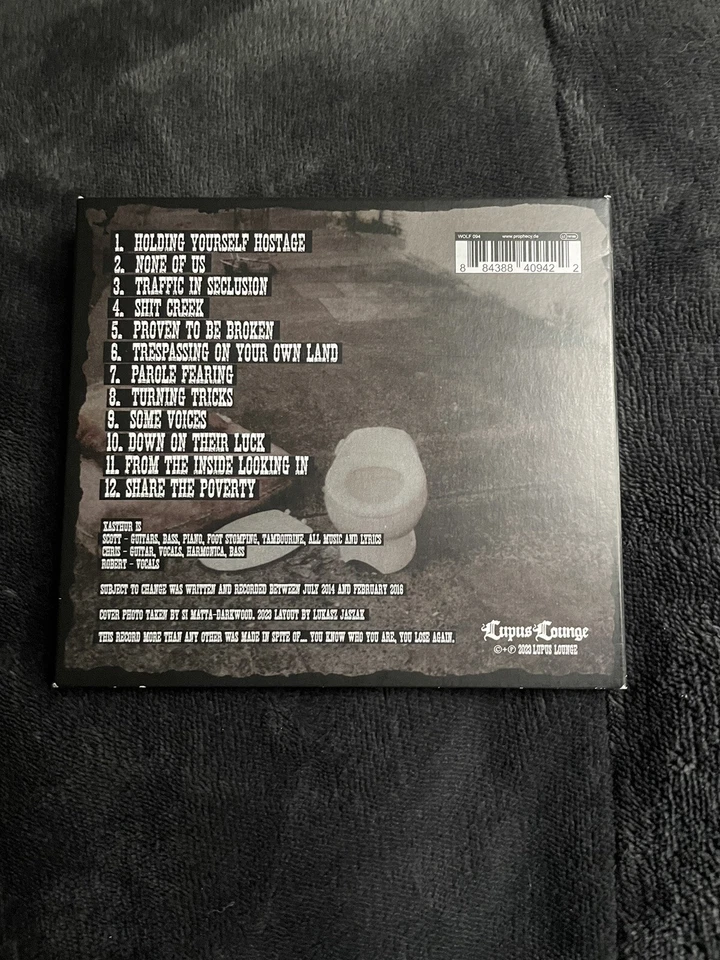 1. HOLDING YOURSELF HOSTAGE
2. NONE OF US
3. TRAFFIC IN SECLUSION
4. SHIT CREEK
5. PROVEN TO BE BROKEN
6. TRESPASSING ON YOUR OWN LAND
7. PAROLE FEARING
8. TURNING TRICKS
9. SOME VOICES
10. DOWN ON THEIR LUCK
11. FROM THE INSIDE LOOKING IN
12. SHARE THE POVERTY
WOLF 094 www.prophecy.de
8 84388 40942 2
XASTHUR IS
SCOTT - GUITARS, BASS, PIANO, FOOT STOMPING, TAMBOURINE, ALL MUSIC AND LYRICS
CHRIS - GUITAR, VOCALS, HARMONICA, BASS
ROBERT - VOCALS
SUBJECT TO CHANGE WAS WRITTEN AND RECORDED BETWEEN JULY 2014 AND FEBRUARY 2016
COVER PHOTO TAKEN BY SI MATTA-DARKWOOD. 2023 LAYOUT BY LUKASZ JASZAK
THIS RECORD MORE THAN ANY OTHER WAS MADE IN SPITE OF... YOU KNOW WHO YOU ARE, YOU LOSE AGAIN.
Lupus Lounge
©+℗ 2023 LUPUS LOUNGE